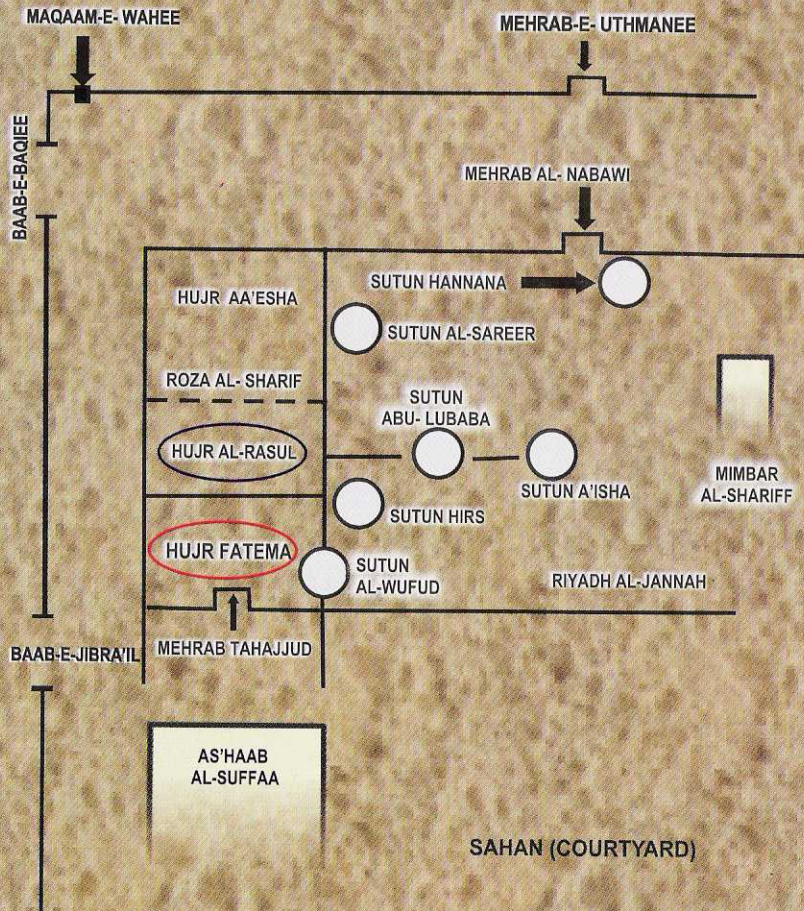 MAQAAM-E- WAHEE
MEHRAB-E- UTHMANEE
BAAB-E-BAQIEE
MEHRAB AL- NABAWI
HUJR AA'ESHA
SUTUN HANNANA
SUTUN AL-SAREER
ROZA AL- SHARIF
SUTUN
ABU- LUBABA
HUJR AL-RASUL
SUTUN A'ISHA
MIMBAR
AL-SHARIFF
SUTUN HIRS
HUJR FATEMA
SUTUN
AL-WUFUD
RIYADH AL-JANNAH
BAAB-E-JIBRA'IL
MEHRAB TAHAJJUD
AS'HAAB
AL-SUFFAA
SAHAN (COURTYARD)